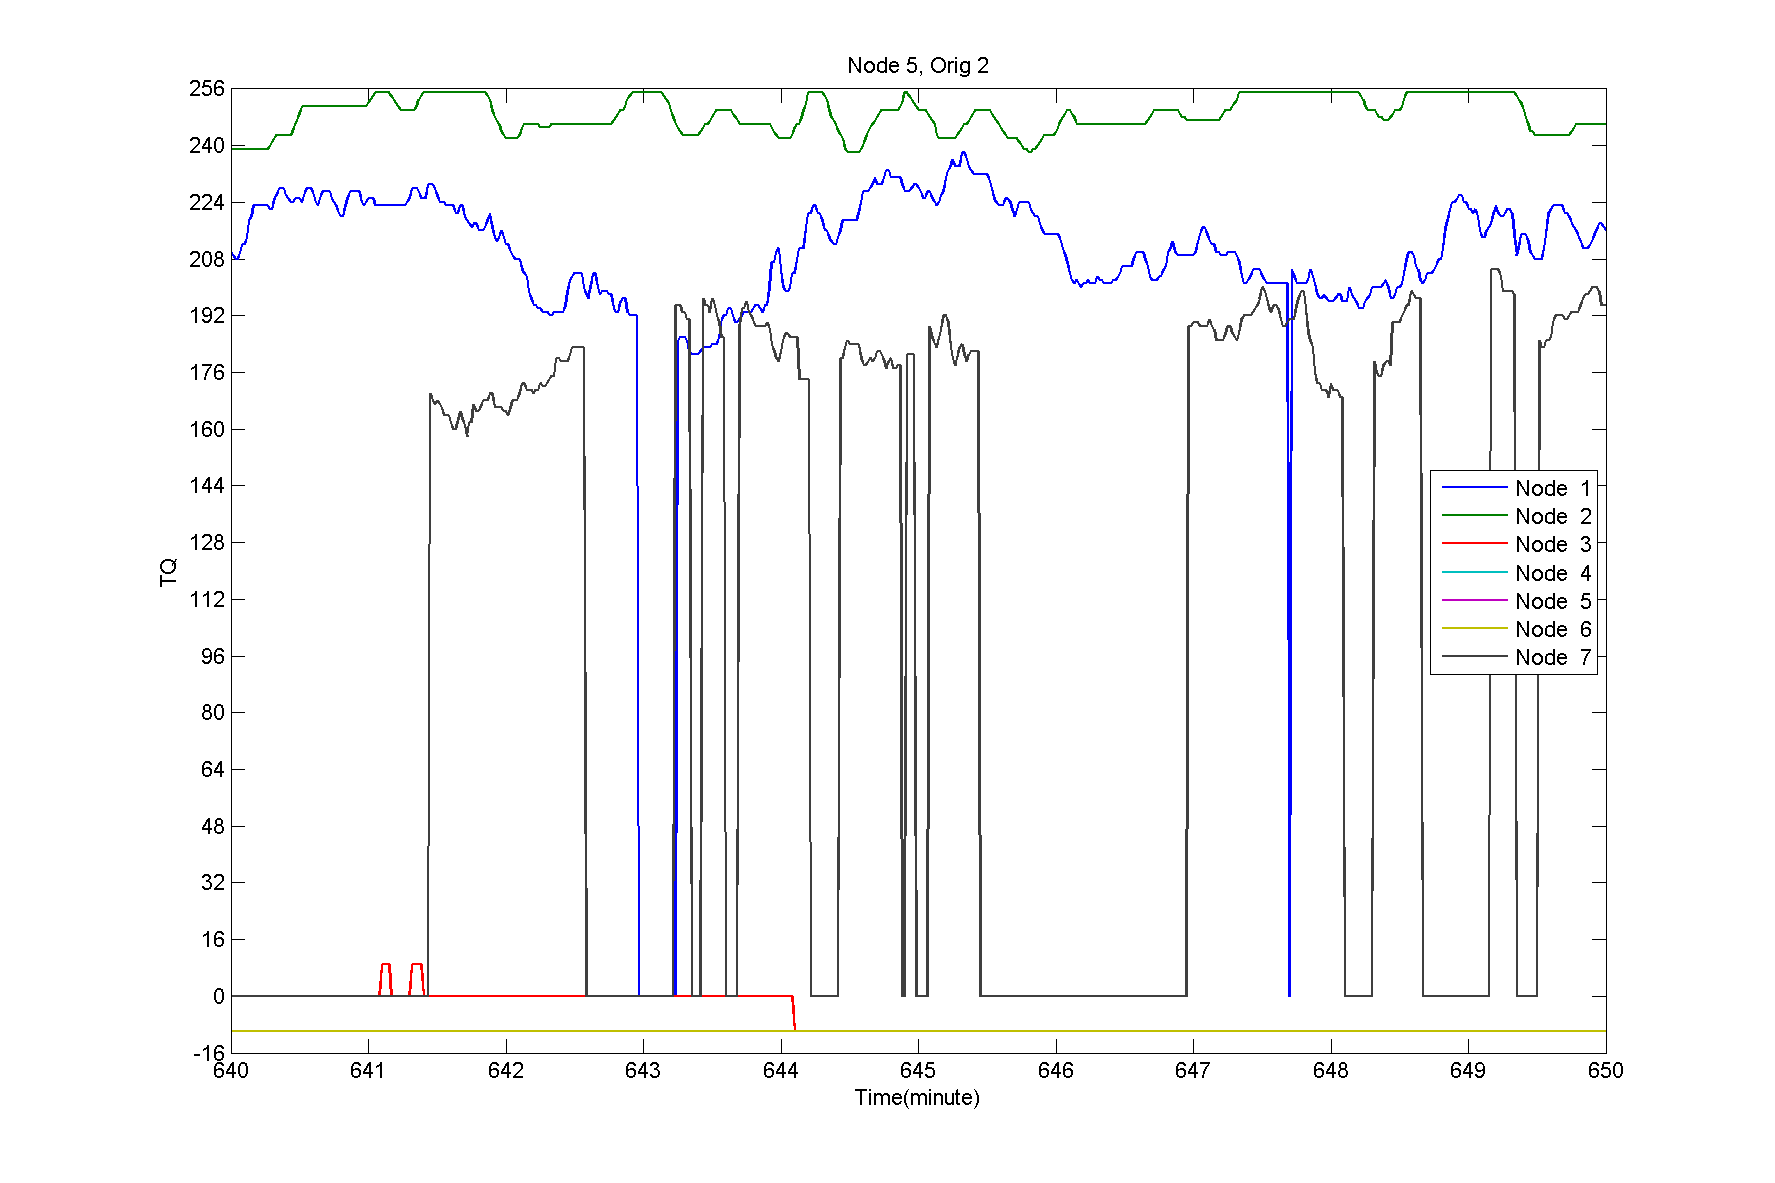 Node 5, Orig 2
256
240
224
208
192
176
160
144
128
112
96
80
64
48
32
16
0
-16
TQ
Node 1
Node 2
Node 3
Node 4
Node 5
Node 6
Node 7
640 641 642 643 644 645 646 647 648 649 650
Time(minute)